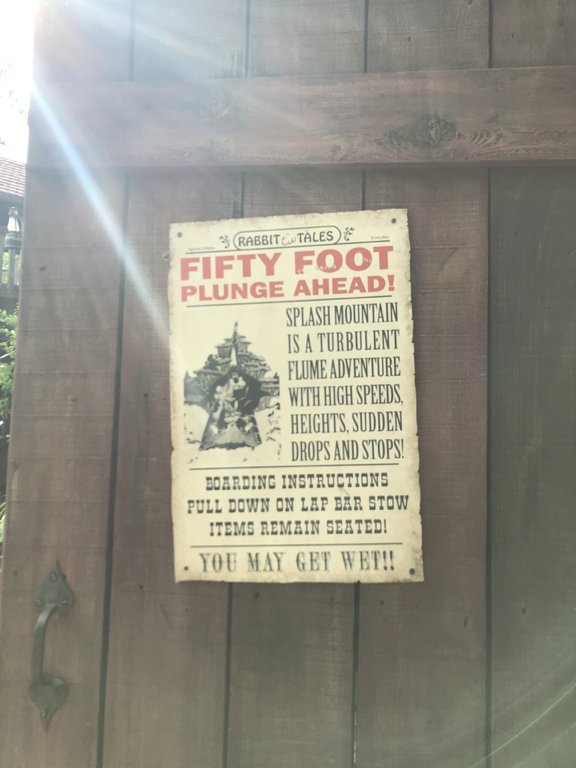 RABBIT TALES
FIFTY FOOT
PLUNGE AHEAD!
SPLASH MOUNTAIN
IS A TURBULENT
FLUME ADVENTURE
WITH HIGH SPEEDS,
HEIGHTS, SUDDEN
DROPS AND STOPS!
BOARDING INSTRUCTIONS
PULL DOWN ON LAP BAR STOW
ITEMS REMAIN SEATED!
YOU MAY GET WET!!